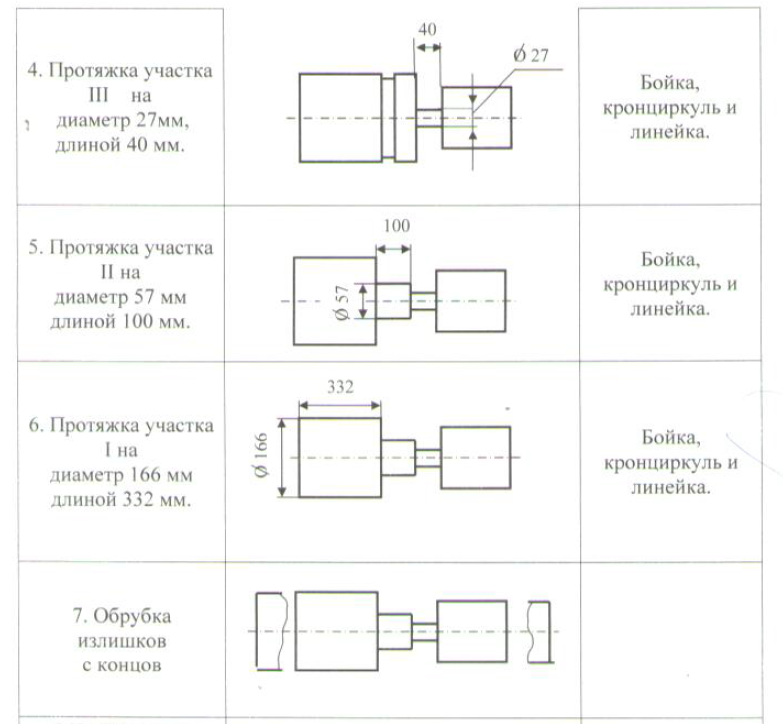 4. Протяжка участка
III на
диаметр 27мм,
длиной 40 мм.
40
Ø 27
Бойка,
кронциркуль и
линейка.
5. Протяжка участка
II на
диаметр 57 мм
длиной 100 мм.
100
Ø 57
Бойка,
кронциркуль и
линейка.
6. Протяжка участка
I на
диаметр 166 мм
длиной 332 мм.
332
Ø 166
Бойка,
кронциркуль и
линейка.
7. Обрубка
излишков
с концов